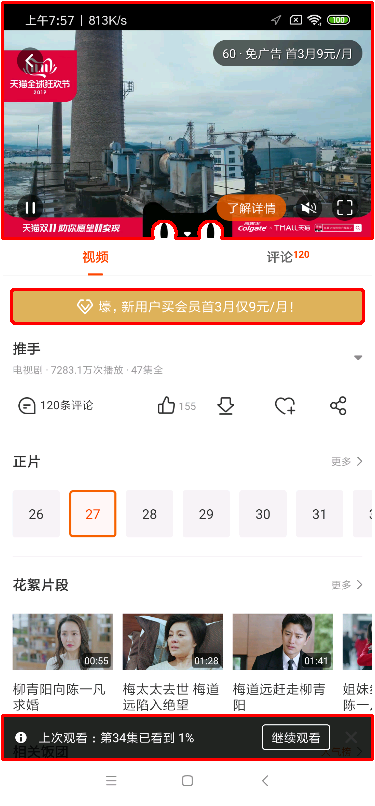 上午7:57 | 813K/s
100
60 · 免广告 首3月9元/月
天猫全球狂欢节
2019
了解详情
天猫双11 助你愿望11实现
Colgate × TMALL天猫
视频
评论120
壕，新用户买会员首3月仅9元/月！
推手
电视剧 · 7283.1万次播放 · 47集全
120条评论
155
正片
更多
26
27
28
29
30
31
花絮片段
更多
00:55
01:28
01:41
柳青阳向陈一凡求婚
梅太太去世 梅道远陷入绝望
梅道远赶走柳青阳
姐妹
陈一
上次观看：第34集已看到 1%
继续观看
相关饭团